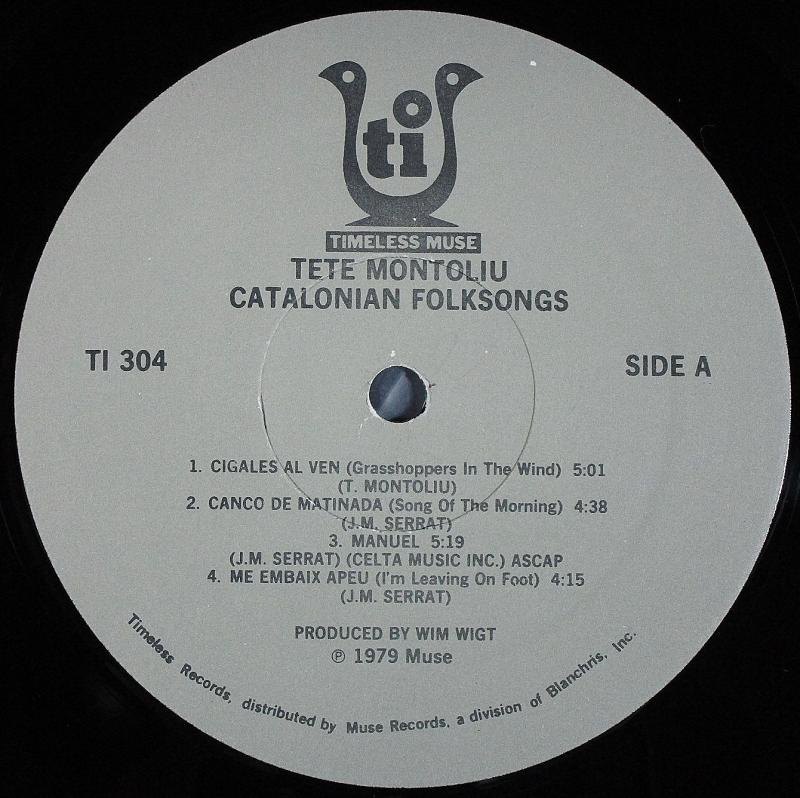 ti
TIMELESS MUSE
TETE MONTOLIU
CATALONIAN FOLKSONGS
TI 304
SIDE A
1. CIGALES AL VEN (Grasshoppers In The Wind) 5:01
(T. MONTOLIU)
2. CANCO DE MATINADA (Song Of The Morning) 4:38
(J.M. SERRAT)
3. MANUEL 5:19
(J.M. SERRAT) (CELTA MUSIC INC.) ASCAP
4. ME EMBAIX APEU (I'm Leaving On Foot) 4:15
(J.M. SERRAT)
PRODUCED BY WIM WIGT
℗ 1979 Muse
Timeless Records, distributed by Muse Records, a division of Blanchris, Inc.